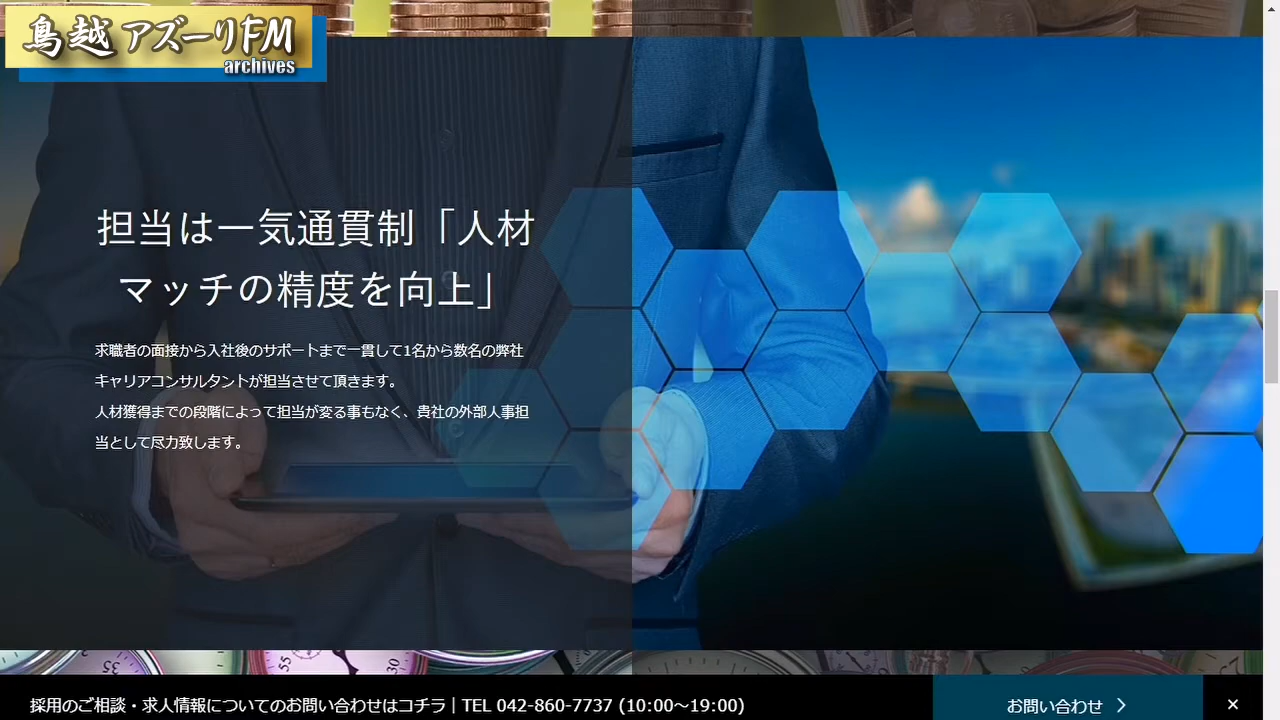 鳥越アズーリFM
archives
担当は一気通貫制「人材
マッチの精度を向上」
求職者の面接から入社後のサポートまで一貫して1名から数名の弊社
キャリアコンサルタントが担当させて頂きます。
人材獲得までの段階によって担当が変る事もなく、貴社の外部人事担
当として尽力致します。
55
30
採用のご相談・求人情報についてのお問い合わせはコチラ | TEL 042-860-7737 (10:00～19:00)
お問い合わせ